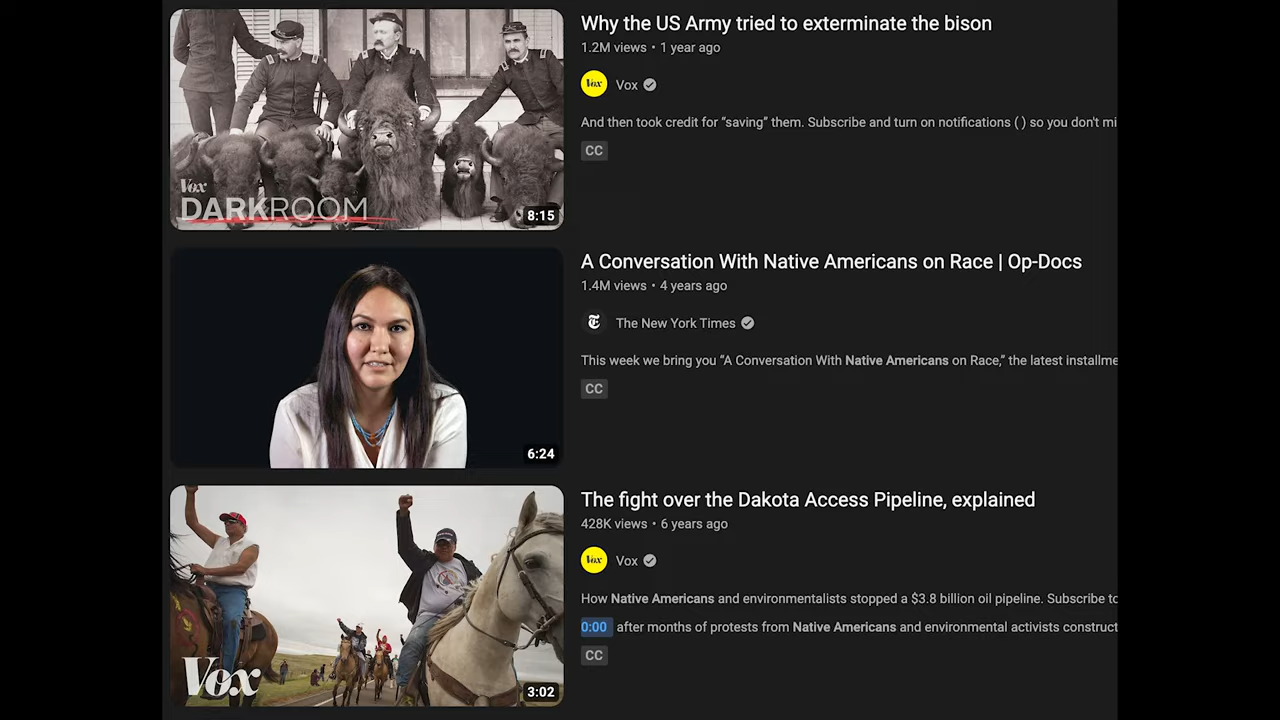 Why the US Army tried to exterminate the bison
1.2M views • 1 year ago
Vox
Vox
And then took credit for “saving” them. Subscribe and turn on notifications ( ) so you don't mi
CC
Vox
DARKROOM
8:15
A Conversation With Native Americans on Race | Op-Docs
1.4M views • 4 years ago
The New York Times
This week we bring you “A Conversation With Native Americans on Race,” the latest installme
CC
6:24
The fight over the Dakota Access Pipeline, explained
428K views • 6 years ago
Vox
Vox
How Native Americans and environmentalists stopped a $3.8 billion oil pipeline. Subscribe to
0:00 after months of protests from Native Americans and environmental activists construct
CC
Vox
3:02